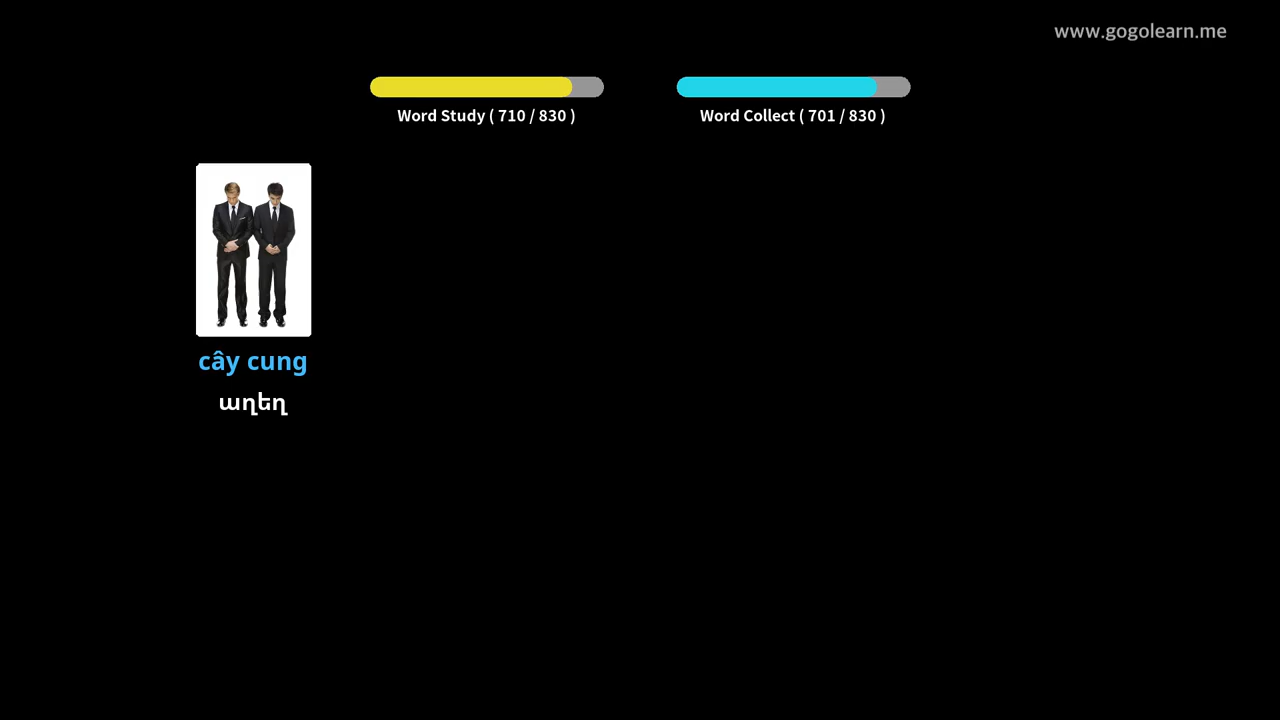 www.gogolearn.me
Word Study ( 710 / 830 )
Word Collect ( 701 / 830 )
cây cung
աղեղ